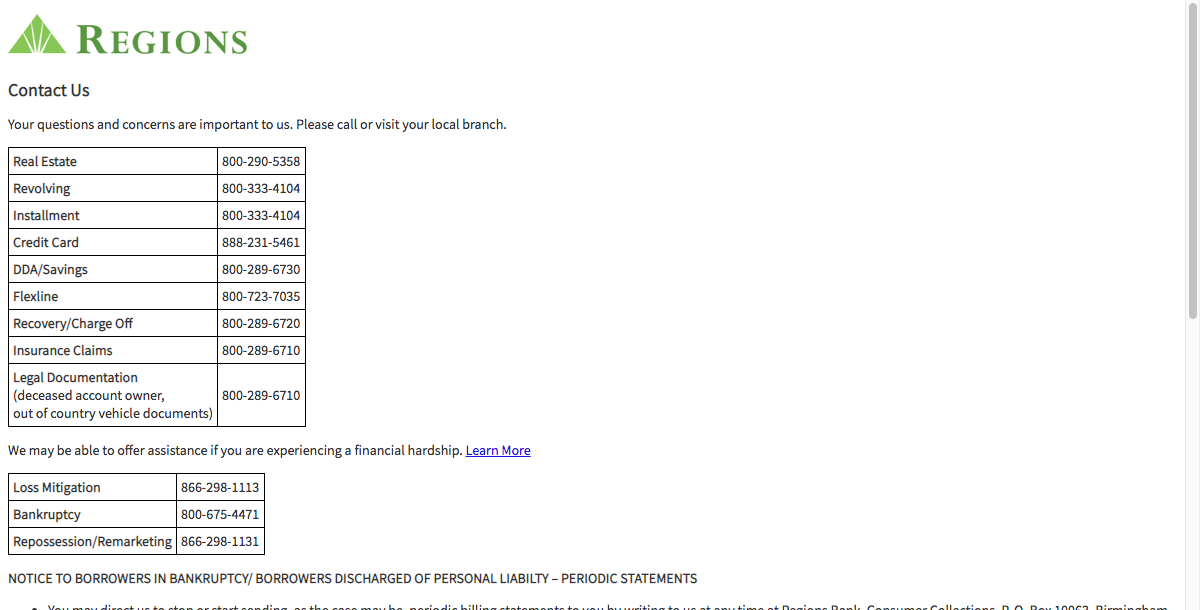 REGIONS
Contact Us
Your questions and concerns are important to us. Please call or visit your local branch.
Real Estate 800-290-5358
Revolving 800-333-4104
Installment 800-333-4104
Credit Card 888-231-5461
DDA/Savings 800-289-6730
Flexline 800-723-7035
Recovery/Charge Off 800-289-6720
Insurance Claims 800-289-6710
Legal Documentation
(deceased account owner, 800-289-6710
out of country vehicle documents)
We may be able to offer assistance if you are experiencing a financial hardship. Learn More
Loss Mitigation 866-298-1113
Bankruptcy 800-675-4471
Repossession/Remarketing 866-298-1131
NOTICE TO BORROWERS IN BANKRUPTCY/ BORROWERS DISCHARGED OF PERSONAL LIABILTY – PERIODIC STATEMENTS
• You may direct us to stop or start sending, as the case may be, periodic billing statements to you by writing to us at any time at Regions Bank, Consumer Collections, P. O. Box 10063, Birmingham